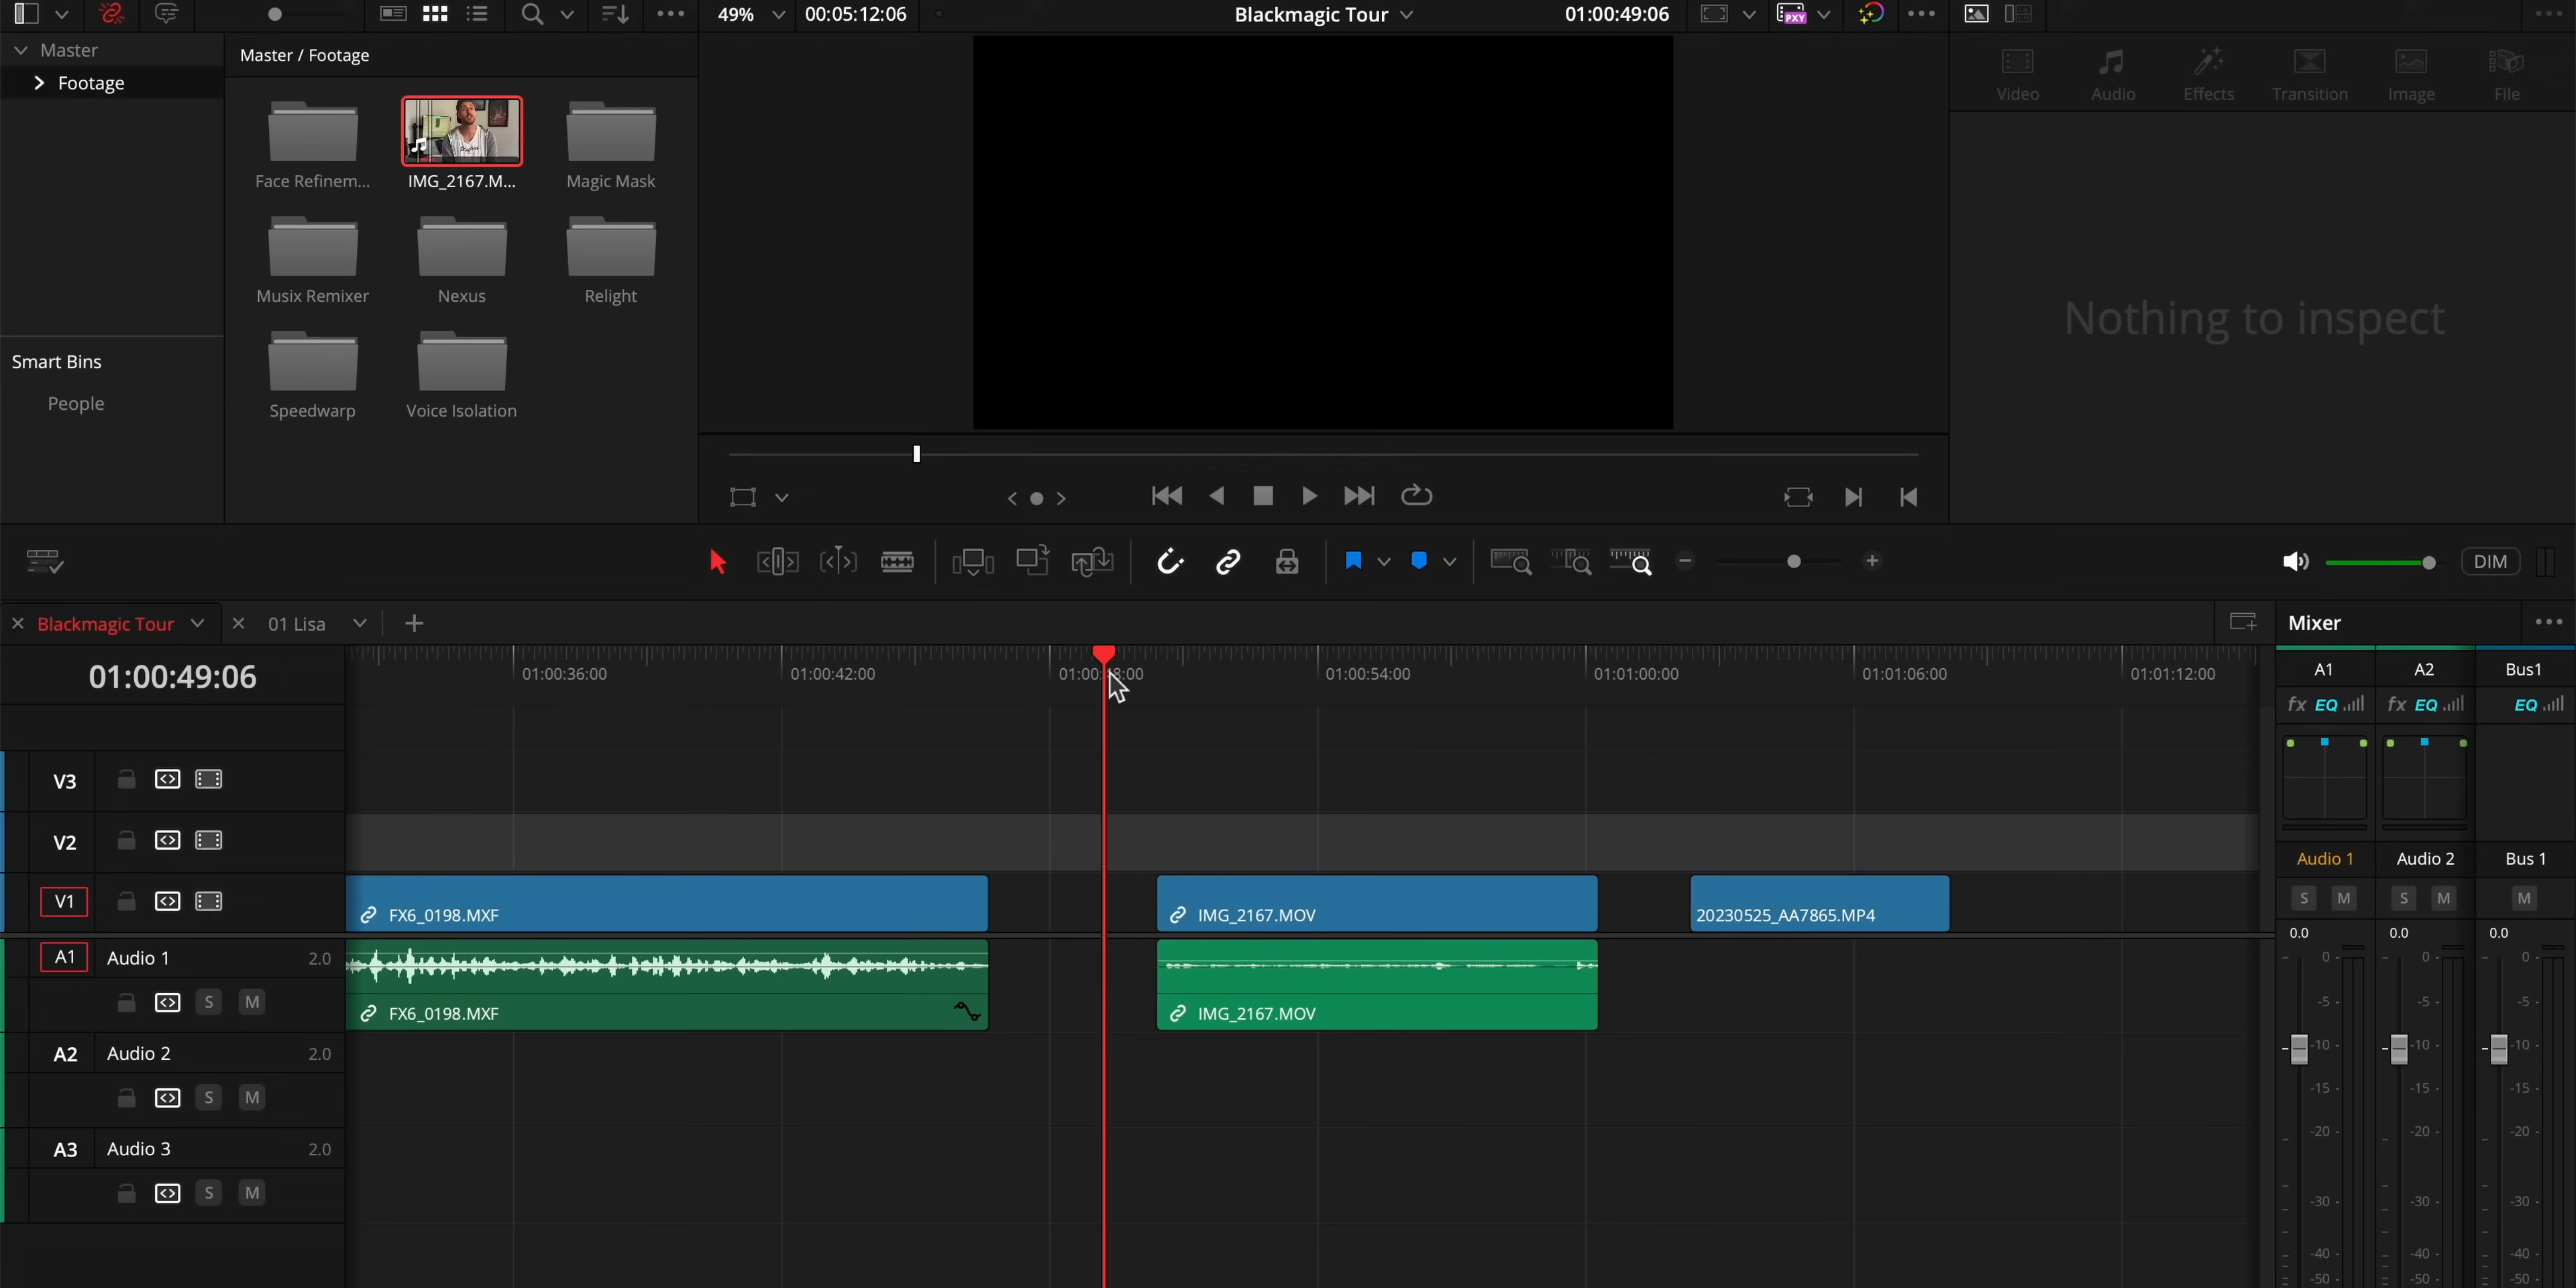 49% 00:05:12:06 Blackmagic Tour 01:00:49:06 PXY
Master
Footage
Master / Footage
Face Refinem... IMG_2167.M... Magic Mask
Musix Remixer Nexus Relight
Speedwarp Voice Isolation
Smart Bins
People
Video Audio Effects Transition Image File
Nothing to inspect
DIM
Blackmagic Tour 01 Lisa
Mixer
01:00:49:06
01:00:36:00 01:00:42:00 01:00:48:00 01:00:54:00 01:01:00:00 01:01:06:00 01:01:12:00
V3
V2
V1 FX6_0198.MXF IMG_2167.MOV 20230525_AA7865.MP4
A1 Audio 1 2.0
S M FX6_0198.MXF IMG_2167.MOV
A2 Audio 2 2.0
S M
A3 Audio 3 2.0
S M
A1 A2 Bus1
fx EQ fx EQ EQ
Audio 1 Audio 2 Bus 1
S M S M M
0.0 0.0 0.0
0 0 0
-5 -5 -5
-10 -10 -10
-15 -15 -15
-20 -20 -20
-30 -30 -30
-40 -40 -40
-50 -50 -50